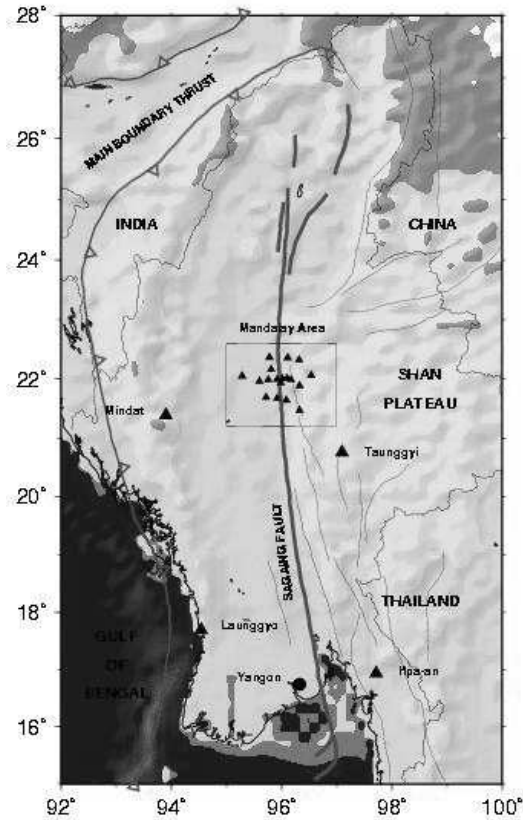 28°
26°
24°
22°
20°
18°
16°
MAIN BOUNDARY THRUST
INDIA
CHINA
Mandalay Area
SHAN
PLATEAU
Mindat
Taunggyi
SAGAING FAULT
THAILAND
Launggyo
GULF
OF
BENGAL
Yangon
Hpa-an
92°
94°
96°
98°
100°